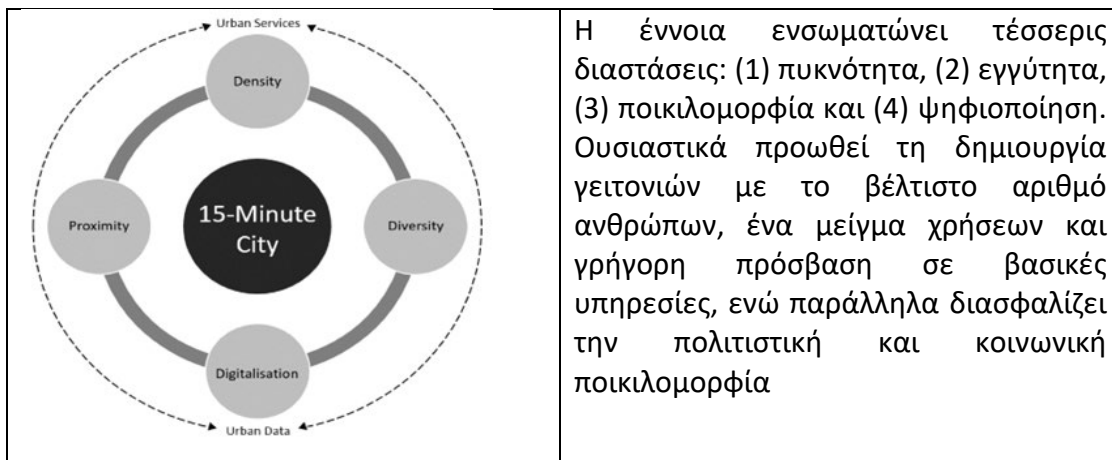 Urban Services
Density
Proximity
15-Minute
City
Diversity
Digitalisation
Urban Data
Η έννοια ενσωματώνει τέσσερις
διαστάσεις: (1) πυκνότητα, (2) εγγύτητα,
(3) ποικιλομορφία και (4) ψηφιοποίηση.
Ουσιαστικά προωθεί τη δημιουργία
γειτονιών με το βέλτιστο αριθμό
ανθρώπων, ένα μείγμα χρήσεων και
γρήγορη πρόσβαση σε βασικές
υπηρεσίες, ενώ παράλληλα διασφαλίζει
την πολιτιστική και κοινωνική
ποικιλομορφία